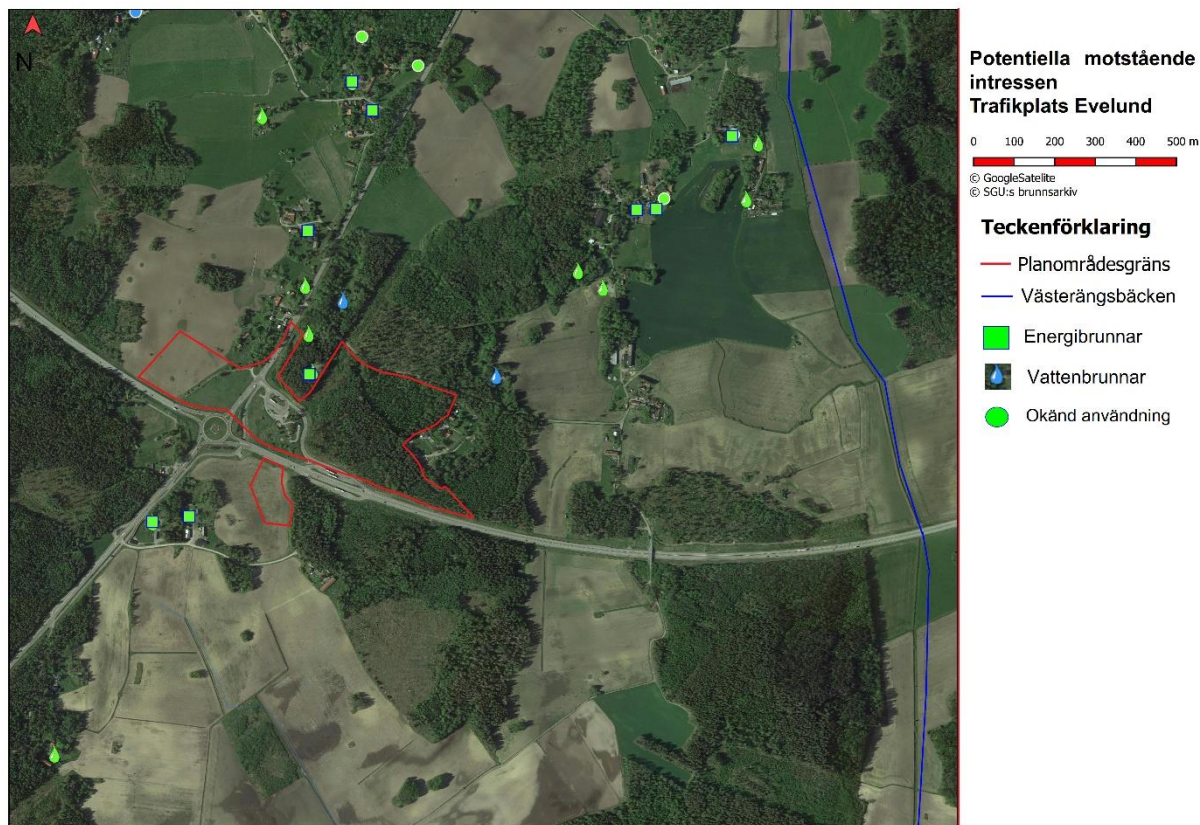 N
Potentiella motstående
intressen
Trafikplats Evelund
0 100 200 300 400 500 m
© GoogleSatelite
© SGU:s brunnsarkiv
Teckenförklaring
Planområdesgräns
Västerängsbäcken
Energibrunnar
Vattenbrunnar
Okänd användning